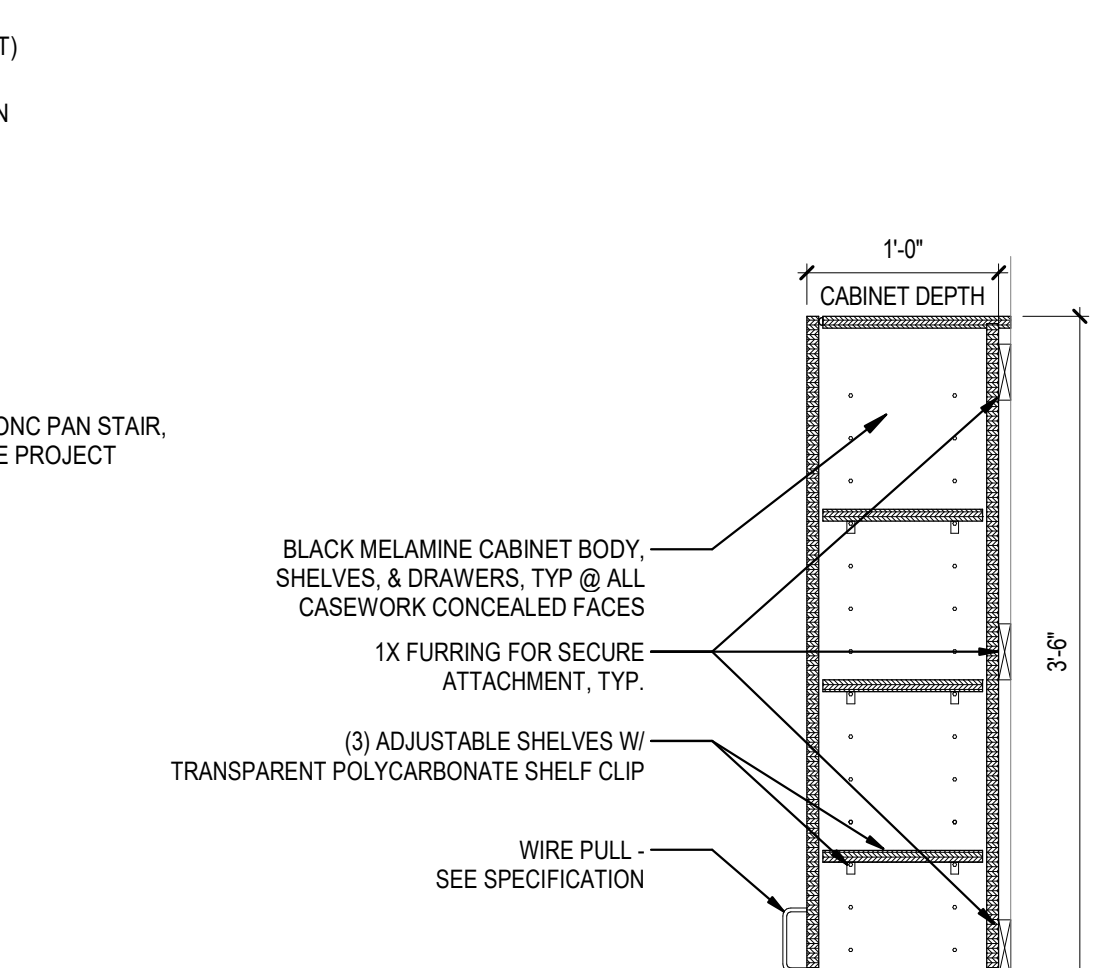 T)
N
ONC PAN STAIR,
E PROJECT
1'-0"
CABINET DEPTH
3'-6"
BLACK MELAMINE CABINET BODY,
SHELVES, & DRAWERS, TYP @ ALL
CASEWORK CONCEALED FACES
1X FURRING FOR SECURE
ATTACHMENT, TYP.
(3) ADJUSTABLE SHELVES W/
TRANSPARENT POLYCARBONATE SHELF CLIP
WIRE PULL -
SEE SPECIFICATION